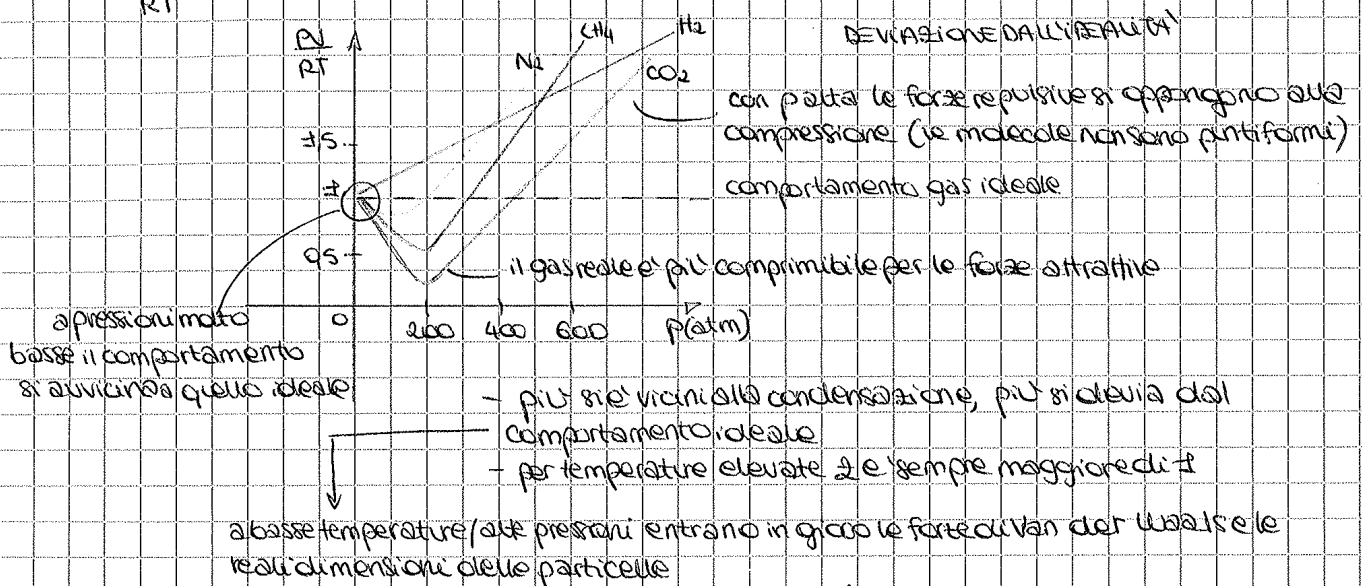 RT
PV
RT
N2
CH4
H2
CO2
DEVIAZIONE DALL'IDEALITÀ
con p alta le forze repulsive si oppongono alla
compressione (le molecole non sono puntiformi)
1,5
1
comportamento gas ideale
0,5
il gas reale è più comprimibile per le forze attrattive
0
200
400
600
p(atm)
a pressioni molto
basse il comportamento
si avvicina a quello ideale
- più si è vicini alla condensazione, più si devia dal
comportamento ideale
- per temperature elevate Z è sempre maggiore di 1
a basse temperature/alte pressioni entrano in gioco le forze di Van der Waals e le
reali dimensioni delle particelle